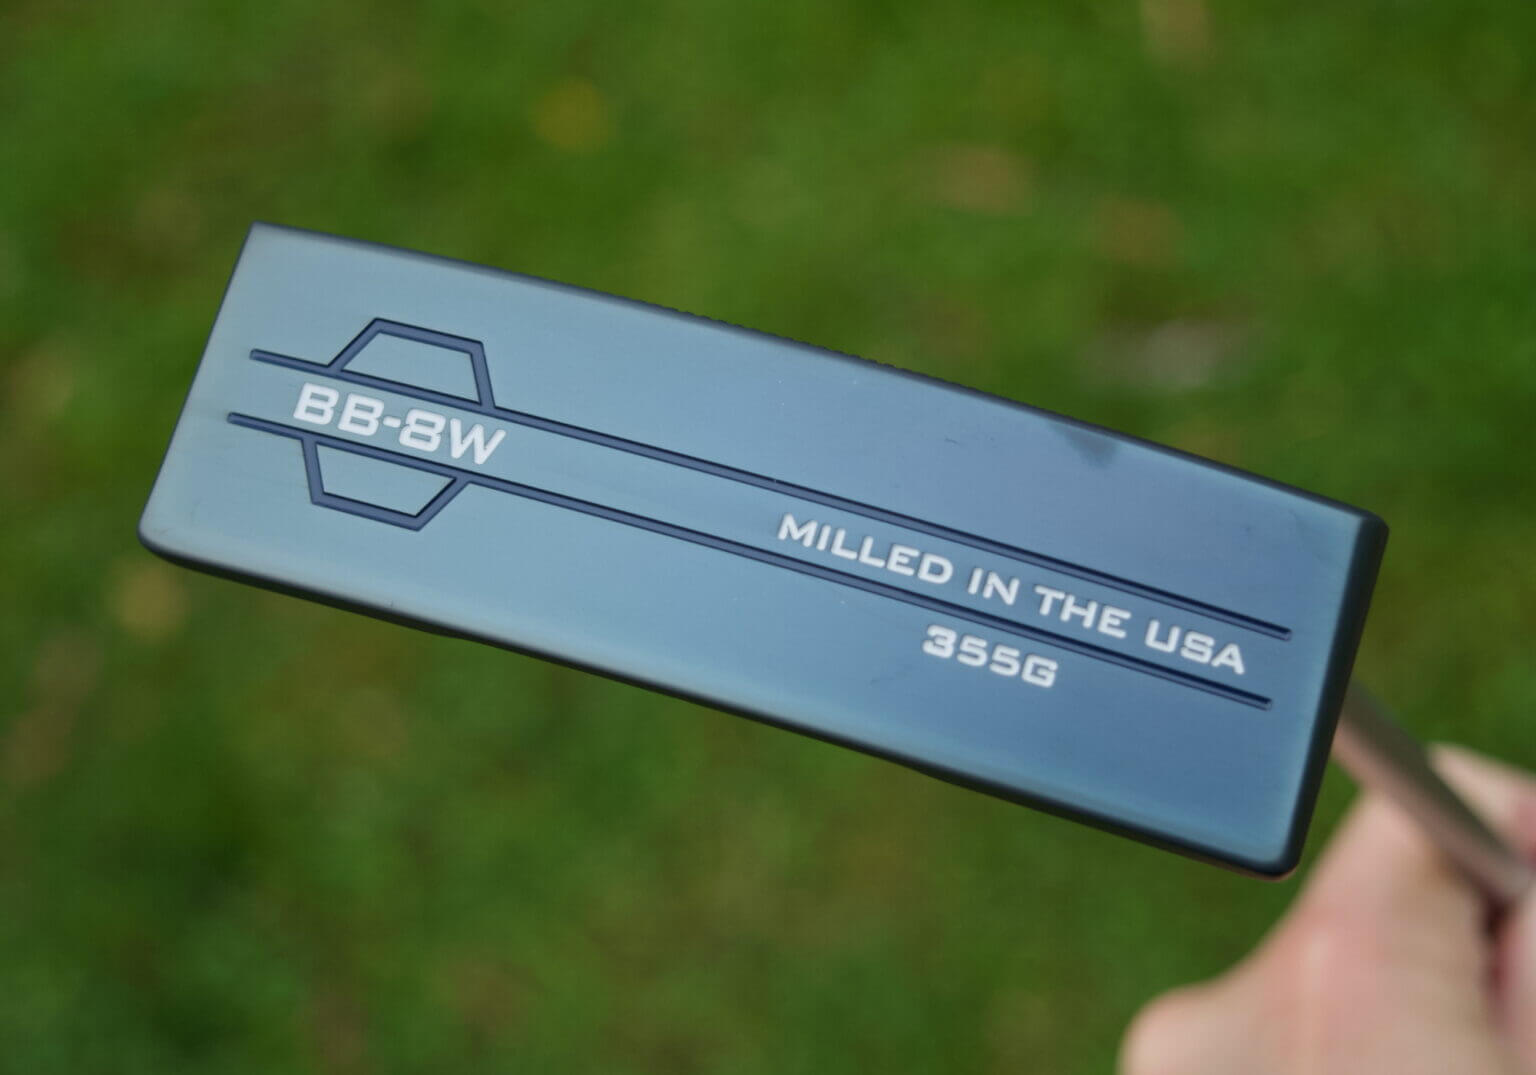 BB-8W
MILLED IN THE USA
355G